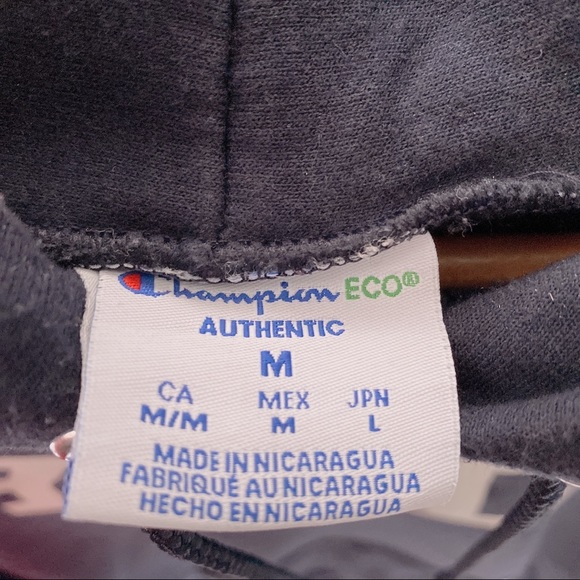 Champion ECO®
AUTHENTIC
M
CA MEX JPN
M/M M L
MADE IN NICARAGUA
FABRIQUÉ AU NICARAGUA
HECHO EN NICARAGUA